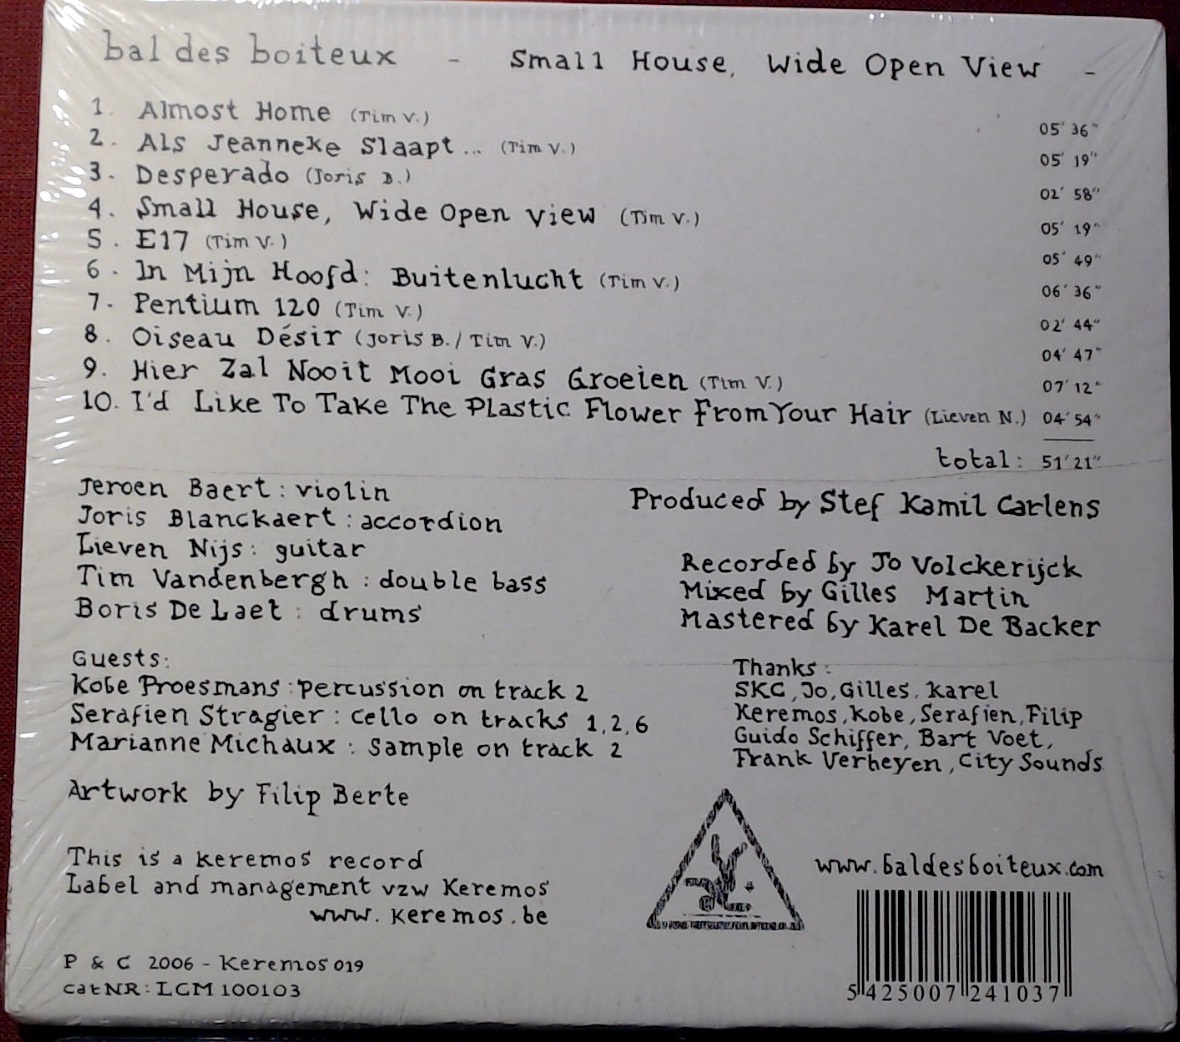 bal des boiteux - Small House, Wide Open View -
1. Almost Home (Tim V.) 05' 36"
2. Als Jeanneke Slaapt... (Tim V.) 05' 19"
3. Desperado (Joris B.) 02' 58"
4. Small House, Wide Open View (Tim V.) 05' 19"
5. E17 (Tim V.) 05' 49"
6. In Mijn Hoofd: Buitenlucht (Tim V.) 06' 36"
7. Pentium 120 (Tim V.) 02' 44"
8. Oiseau Désir (Joris B./ Tim V.) 04' 47"
9. Hier Zal Nooit Mooi Gras Groeien (Tim V.) 07' 12"
10. I'd Like To Take The Plastic Flower From Your Hair (Lieven N.) 04' 54"
total: 51' 21"
Jeroen Baert: violin
Joris Blanckaert: accordion
Lieven Nijs: guitar
Tim Vandenbergh: double bass
Boris De Laet: drums
Produced by Stef Kamil Carlens
Recorded by Jo Volckerijck
Mixed by Gilles Martin
Mastered by Karel De Backer
Guests:
Kobe Proesmans: percussion on track 2
Serafien Stragier: cello on tracks 1,2,6
Marianne Michaux: sample on track 2
Thanks:
SKC, Jo, Gilles, Karel
Keremos, Kobe, Serafien, Filip
Guido Schiffer, Bart Voet,
Frank Verheyen, City Sounds
Artwork by Filip Berte
This is a keremos record
Label and management vzw Keremos
www.keremos.be
www.baldesboiteux.com
P & C 2006 - Keremos 019
catNR: LCM 100103
5 425007 241037